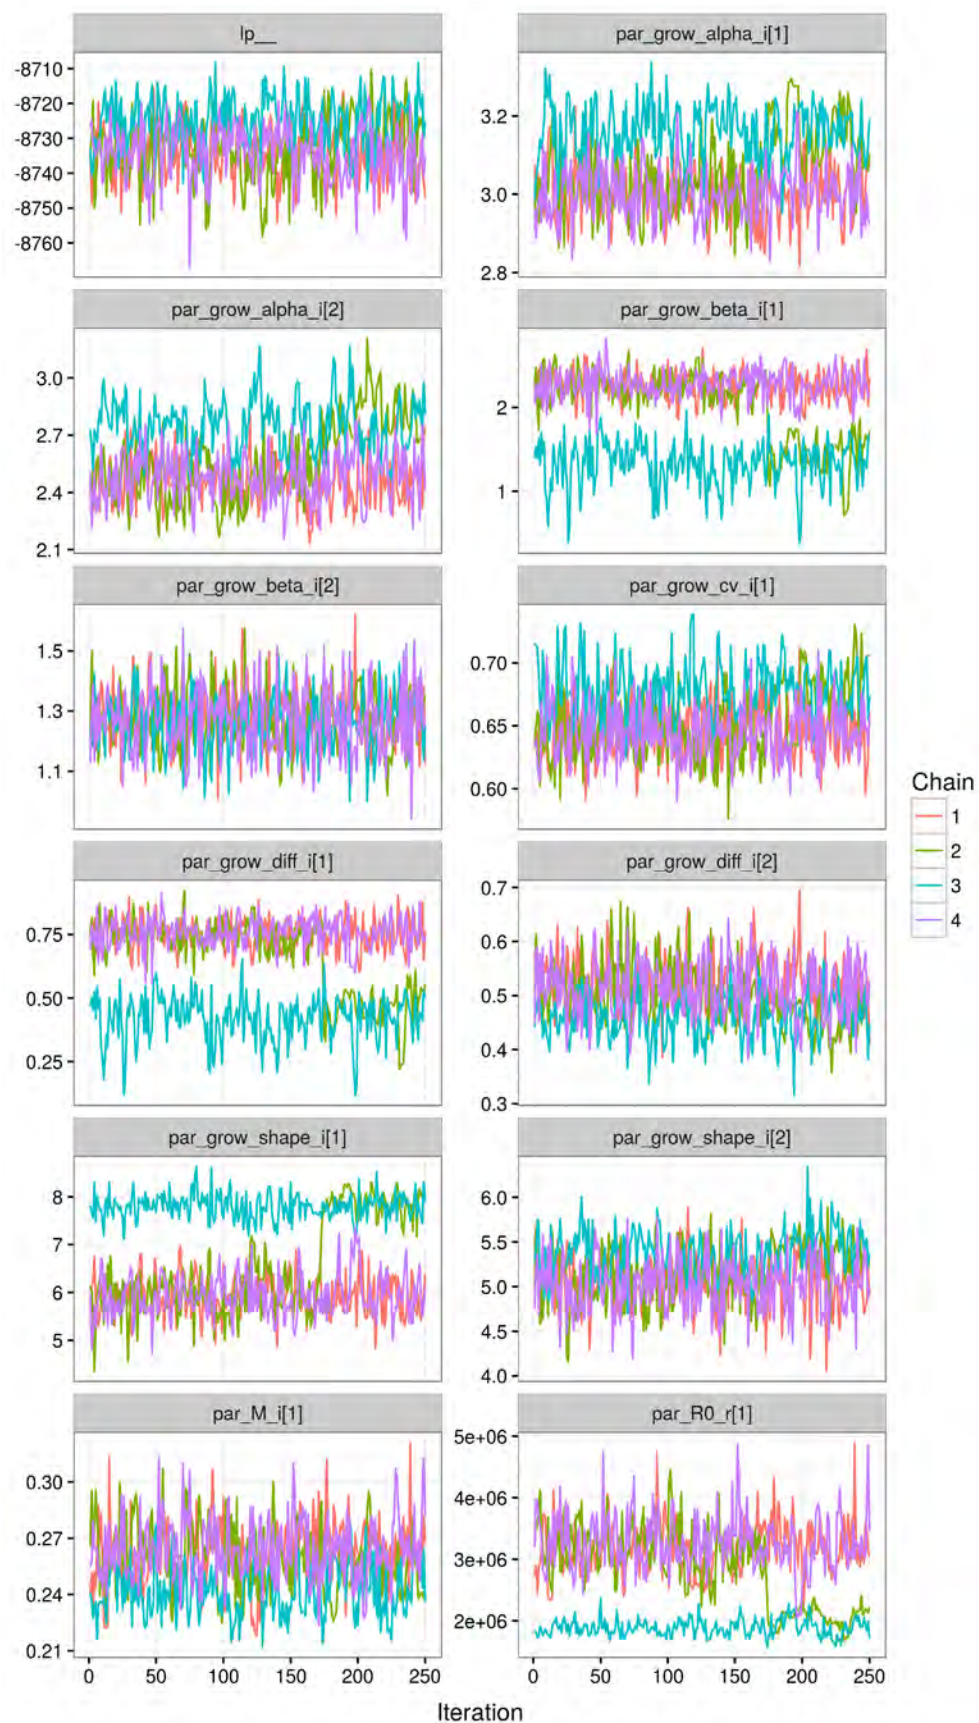 lp__
par_grow_alpha_i[1]
-8710
-8720
-8730
-8740
-8750
-8760
3.2
3.0
2.8
par_grow_alpha_i[2]
par_grow_beta_i[1]
3.0
2.7
2.4
2.1
2
1
par_grow_beta_i[2]
par_grow_cv_i[1]
1.5
1.3
1.1
0.70
0.65
0.60
Chain
1
2
3
4
par_grow_diff_i[1]
par_grow_diff_i[2]
0.75
0.50
0.25
0.7
0.6
0.5
0.4
0.3
par_grow_shape_i[1]
par_grow_shape_i[2]
8
7
6
5
6.0
5.5
5.0
4.5
4.0
par_M_i[1]
par_R0_r[1]
0.30
0.27
0.24
0.21
5e+06
4e+06
3e+06
2e+06
0 50 100 150 200 250
0 50 100 150 200 250
Iteration